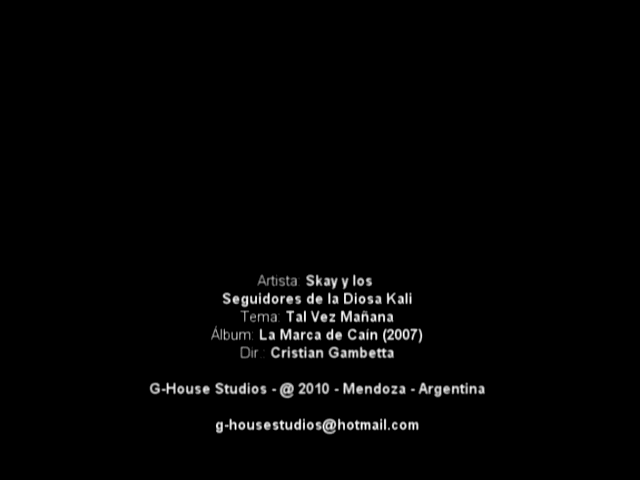 Artista: Skay y los
Seguidores de la Diosa Kali
Tema: Tal Vez Mañana
Álbum: La Marca de Caín (2007)
Dir.: Cristian Gambetta
G-House Studios - @ 2010 - Mendoza - Argentina
g-housestudios@hotmail.com